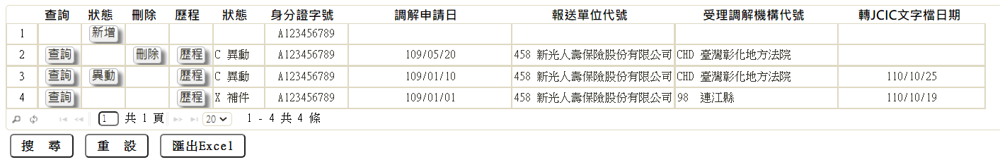 查詢 狀態 刪除 歷程 狀態 身分證字號 調解申請日 報送單位代號 受理調解機構代號 轉JCIC文字檔日期
1 新增 A123456789
2 查詢 刪除 歷程 C 異動 A123456789 109/05/20 458 新光人壽保險股份有限公司 CHD 臺灣彰化地方法院
3 查詢 異動 歷程 C 異動 A123456789 109/01/10 458 新光人壽保險股份有限公司 CHD 臺灣彰化地方法院 110/10/25
4 查詢 歷程 X 補件 A123456789 109/01/01 458 新光人壽保險股份有限公司 98 連江縣 110/10/19
1 共 1 頁 20 1 - 4 共 4 條
搜 尋 重 設 匯出Excel